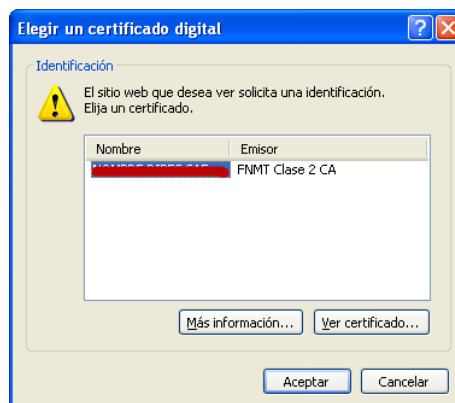 Elegir un certificado digital
Identificación
El sitio web que desea ver solicita una identificación.
Elija un certificado.
Nombre Emisor
FNMT Clase 2 CA
Más información... Ver certificado...
Aceptar Cancelar